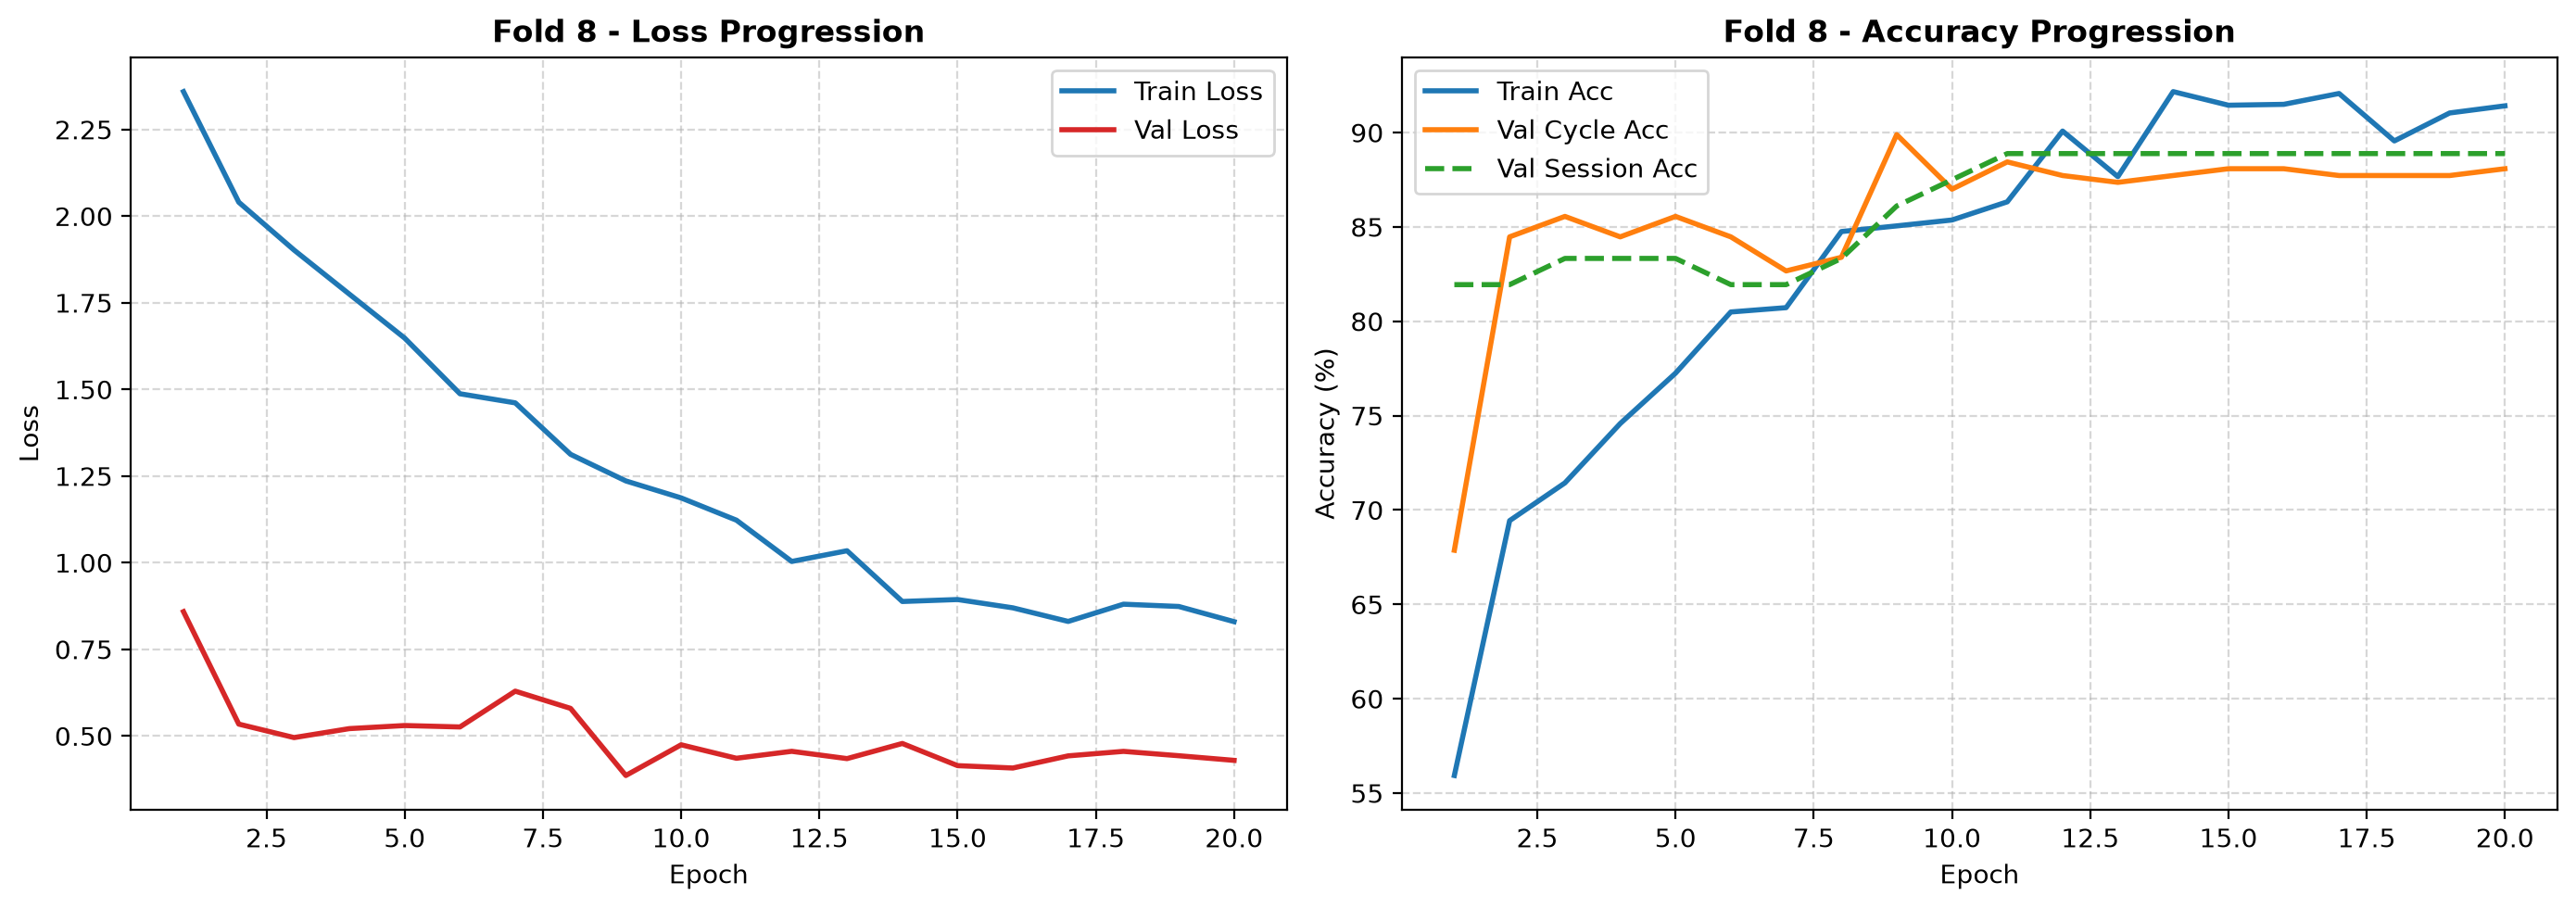 Fold 8 - Loss Progression
Train Loss
Val Loss
2.25
2.00
1.75
1.50
1.25
1.00
0.75
0.50
Loss
2.5 5.0 7.5 10.0 12.5 15.0 17.5 20.0
Epoch
Fold 8 - Accuracy Progression
Train Acc
Val Cycle Acc
Val Session Acc
90
85
80
75
70
65
60
55
Accuracy (%)
2.5 5.0 7.5 10.0 12.5 15.0 17.5 20.0
Epoch